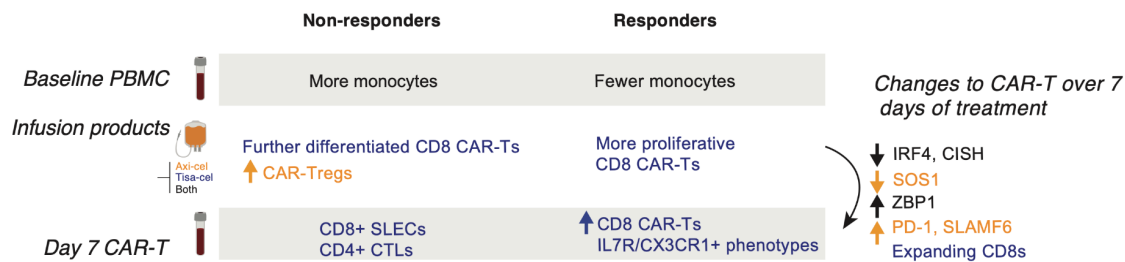 Non-responders
Responders
Baseline PBMC
More monocytes
Fewer monocytes
Changes to CAR-T over 7
days of treatment
Infusion products
Axi-cel
Tisa-cel
Both
Further differentiated CD8 CAR-Ts
CAR-Tregs
More proliferative
CD8 CAR-Ts
IRF4, CISH
SOS1
ZBP1
PD-1, SLAMF6
Expanding CD8s
Day 7 CAR-T
CD8+ SLECs
CD4+ CTLs
CD8 CAR-Ts
IL7R/CX3CR1+ phenotypes